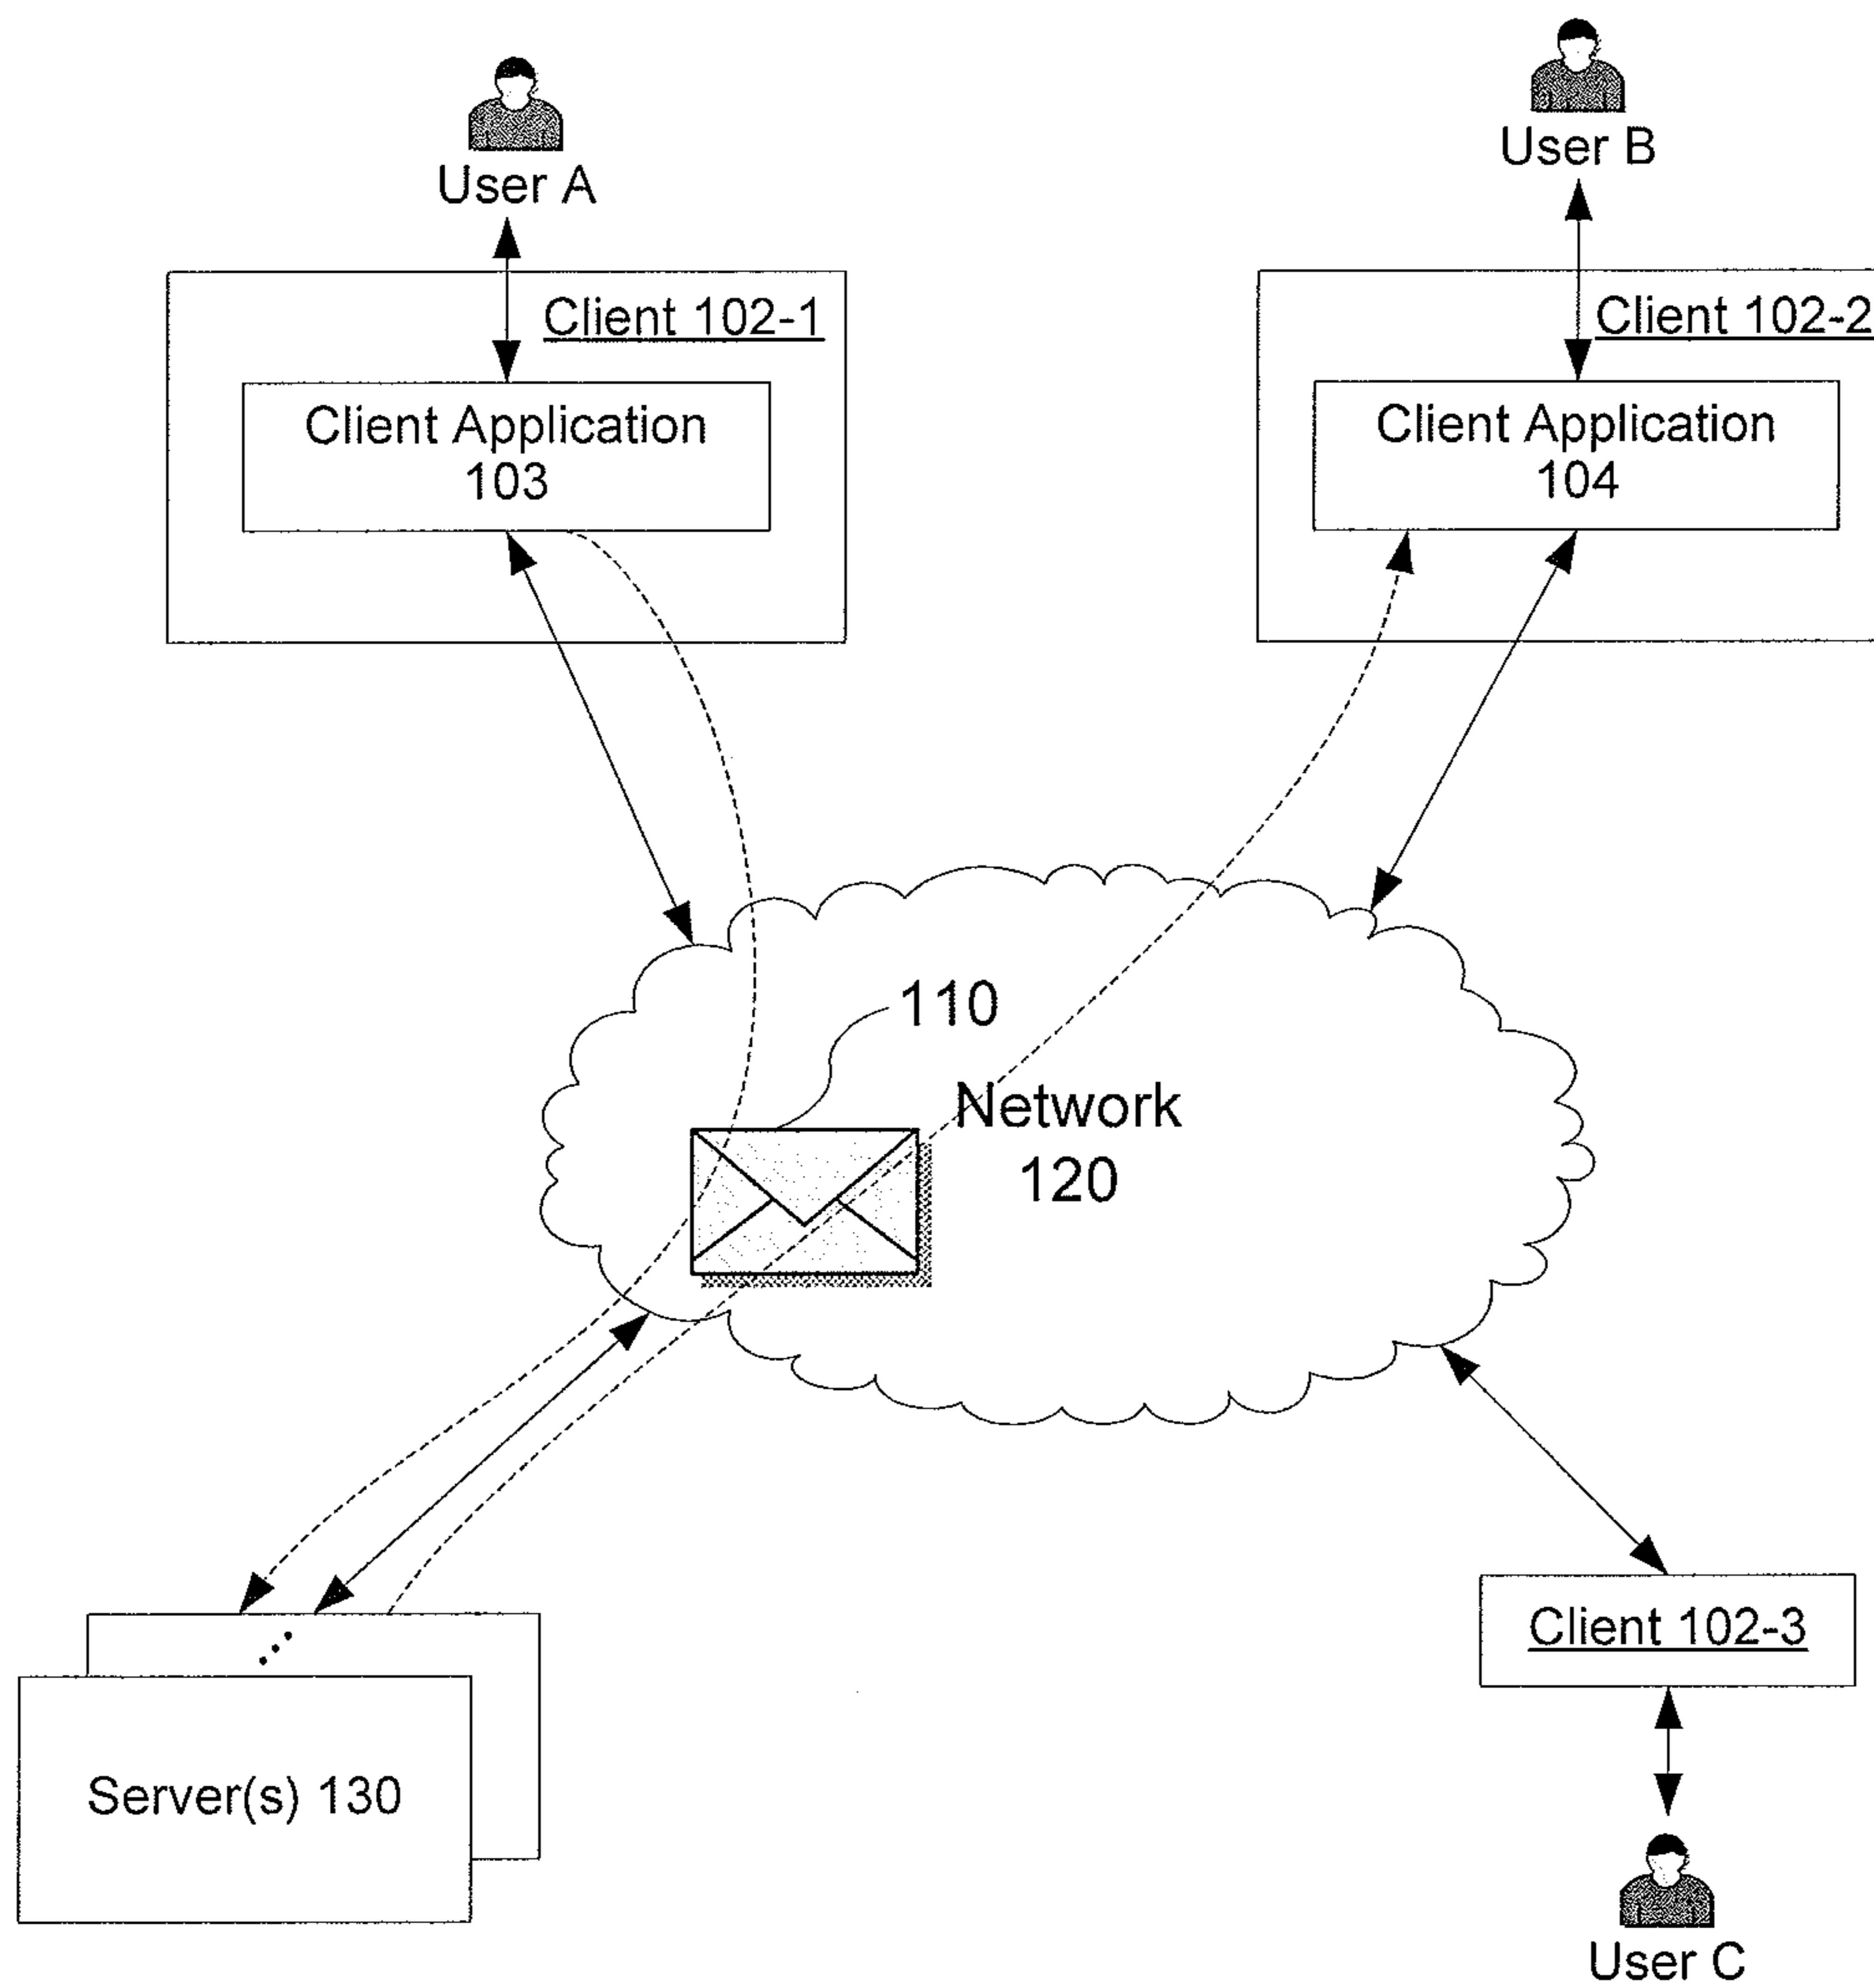 User A
User B
Client 102-1
Client 102-2
Client Application
103
Client Application
104
110
Network
120
Client 102-3
Server(s) 130
User C